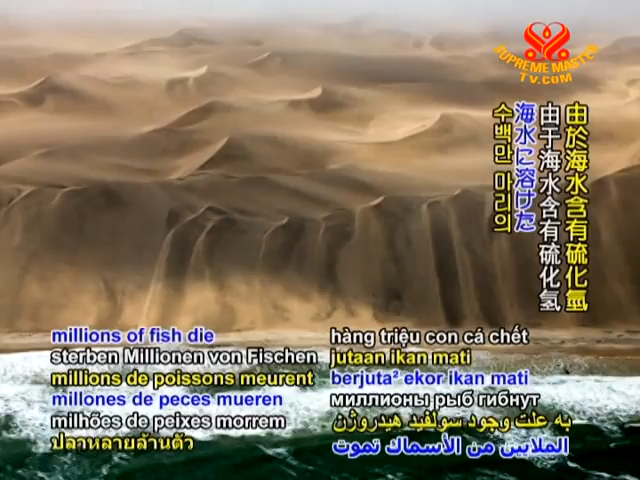 SUPREME MASTER
TV.COM
由於海水含有硫化氫
由于海水含有硫化氢
海水に溶けた
수백만 마리의
millions of fish die
sterben Millionen von Fischen
millions de poissons meurent
millones de peces mueren
milhões de peixes morrem
ปลาหลายล้านตัว
hàng triệu con cá chết
jutaan ikan mati
berjuta² ekor ikan mati
миллионы рыб гибнут
به علت وجود سولفید هیدروژن
الملايين من الأسماك تموت